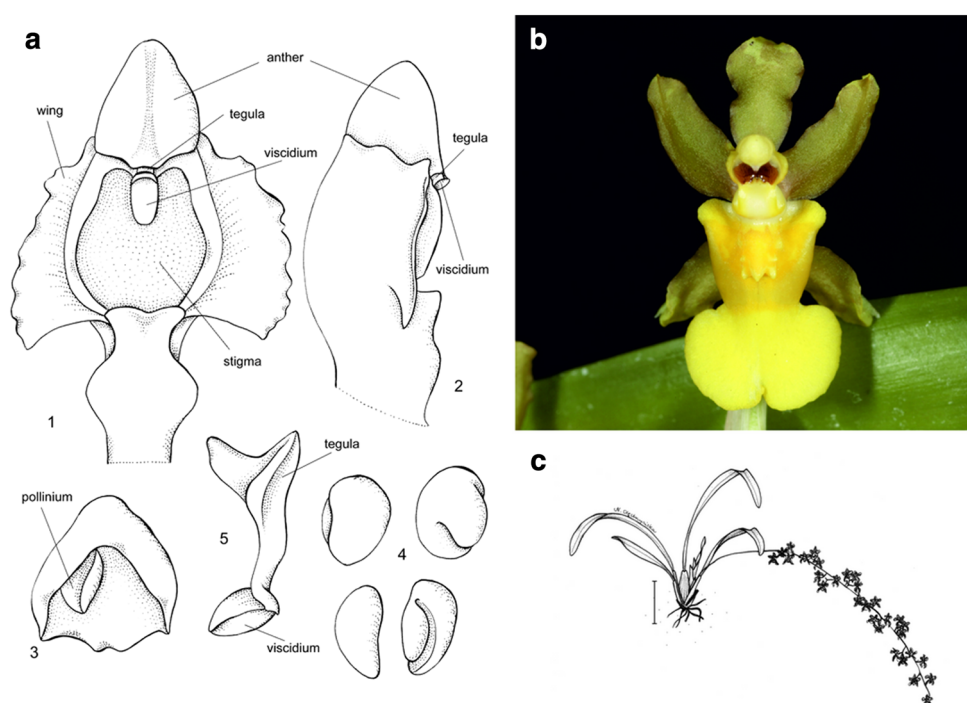 a
anther
wing
tegula
viscidium
tegula
viscidium
stigma
1
2
pollinium
3
5
tegula
viscidium
4
b
c